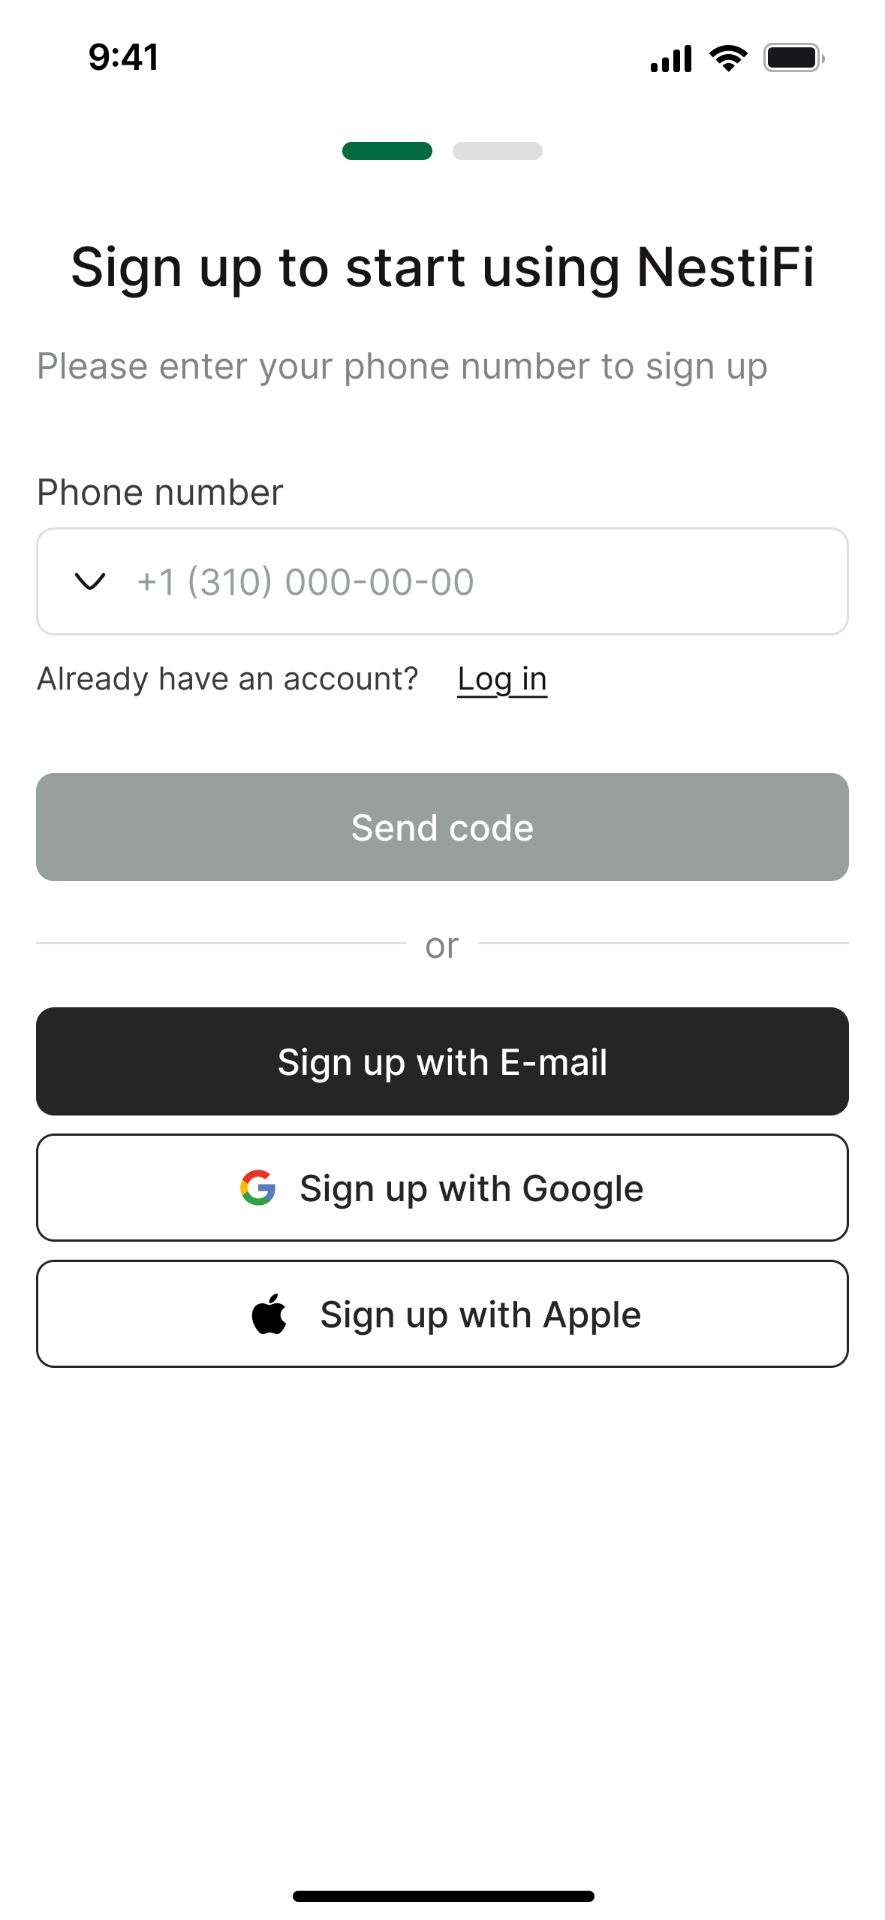 9:41
Sign up to start using NestiFi
Please enter your phone number to sign up
Phone number
+1 (310) 000-00-00
Already have an account? Log in
Send code
or
Sign up with E-mail
Sign up with Google
Sign up with Apple